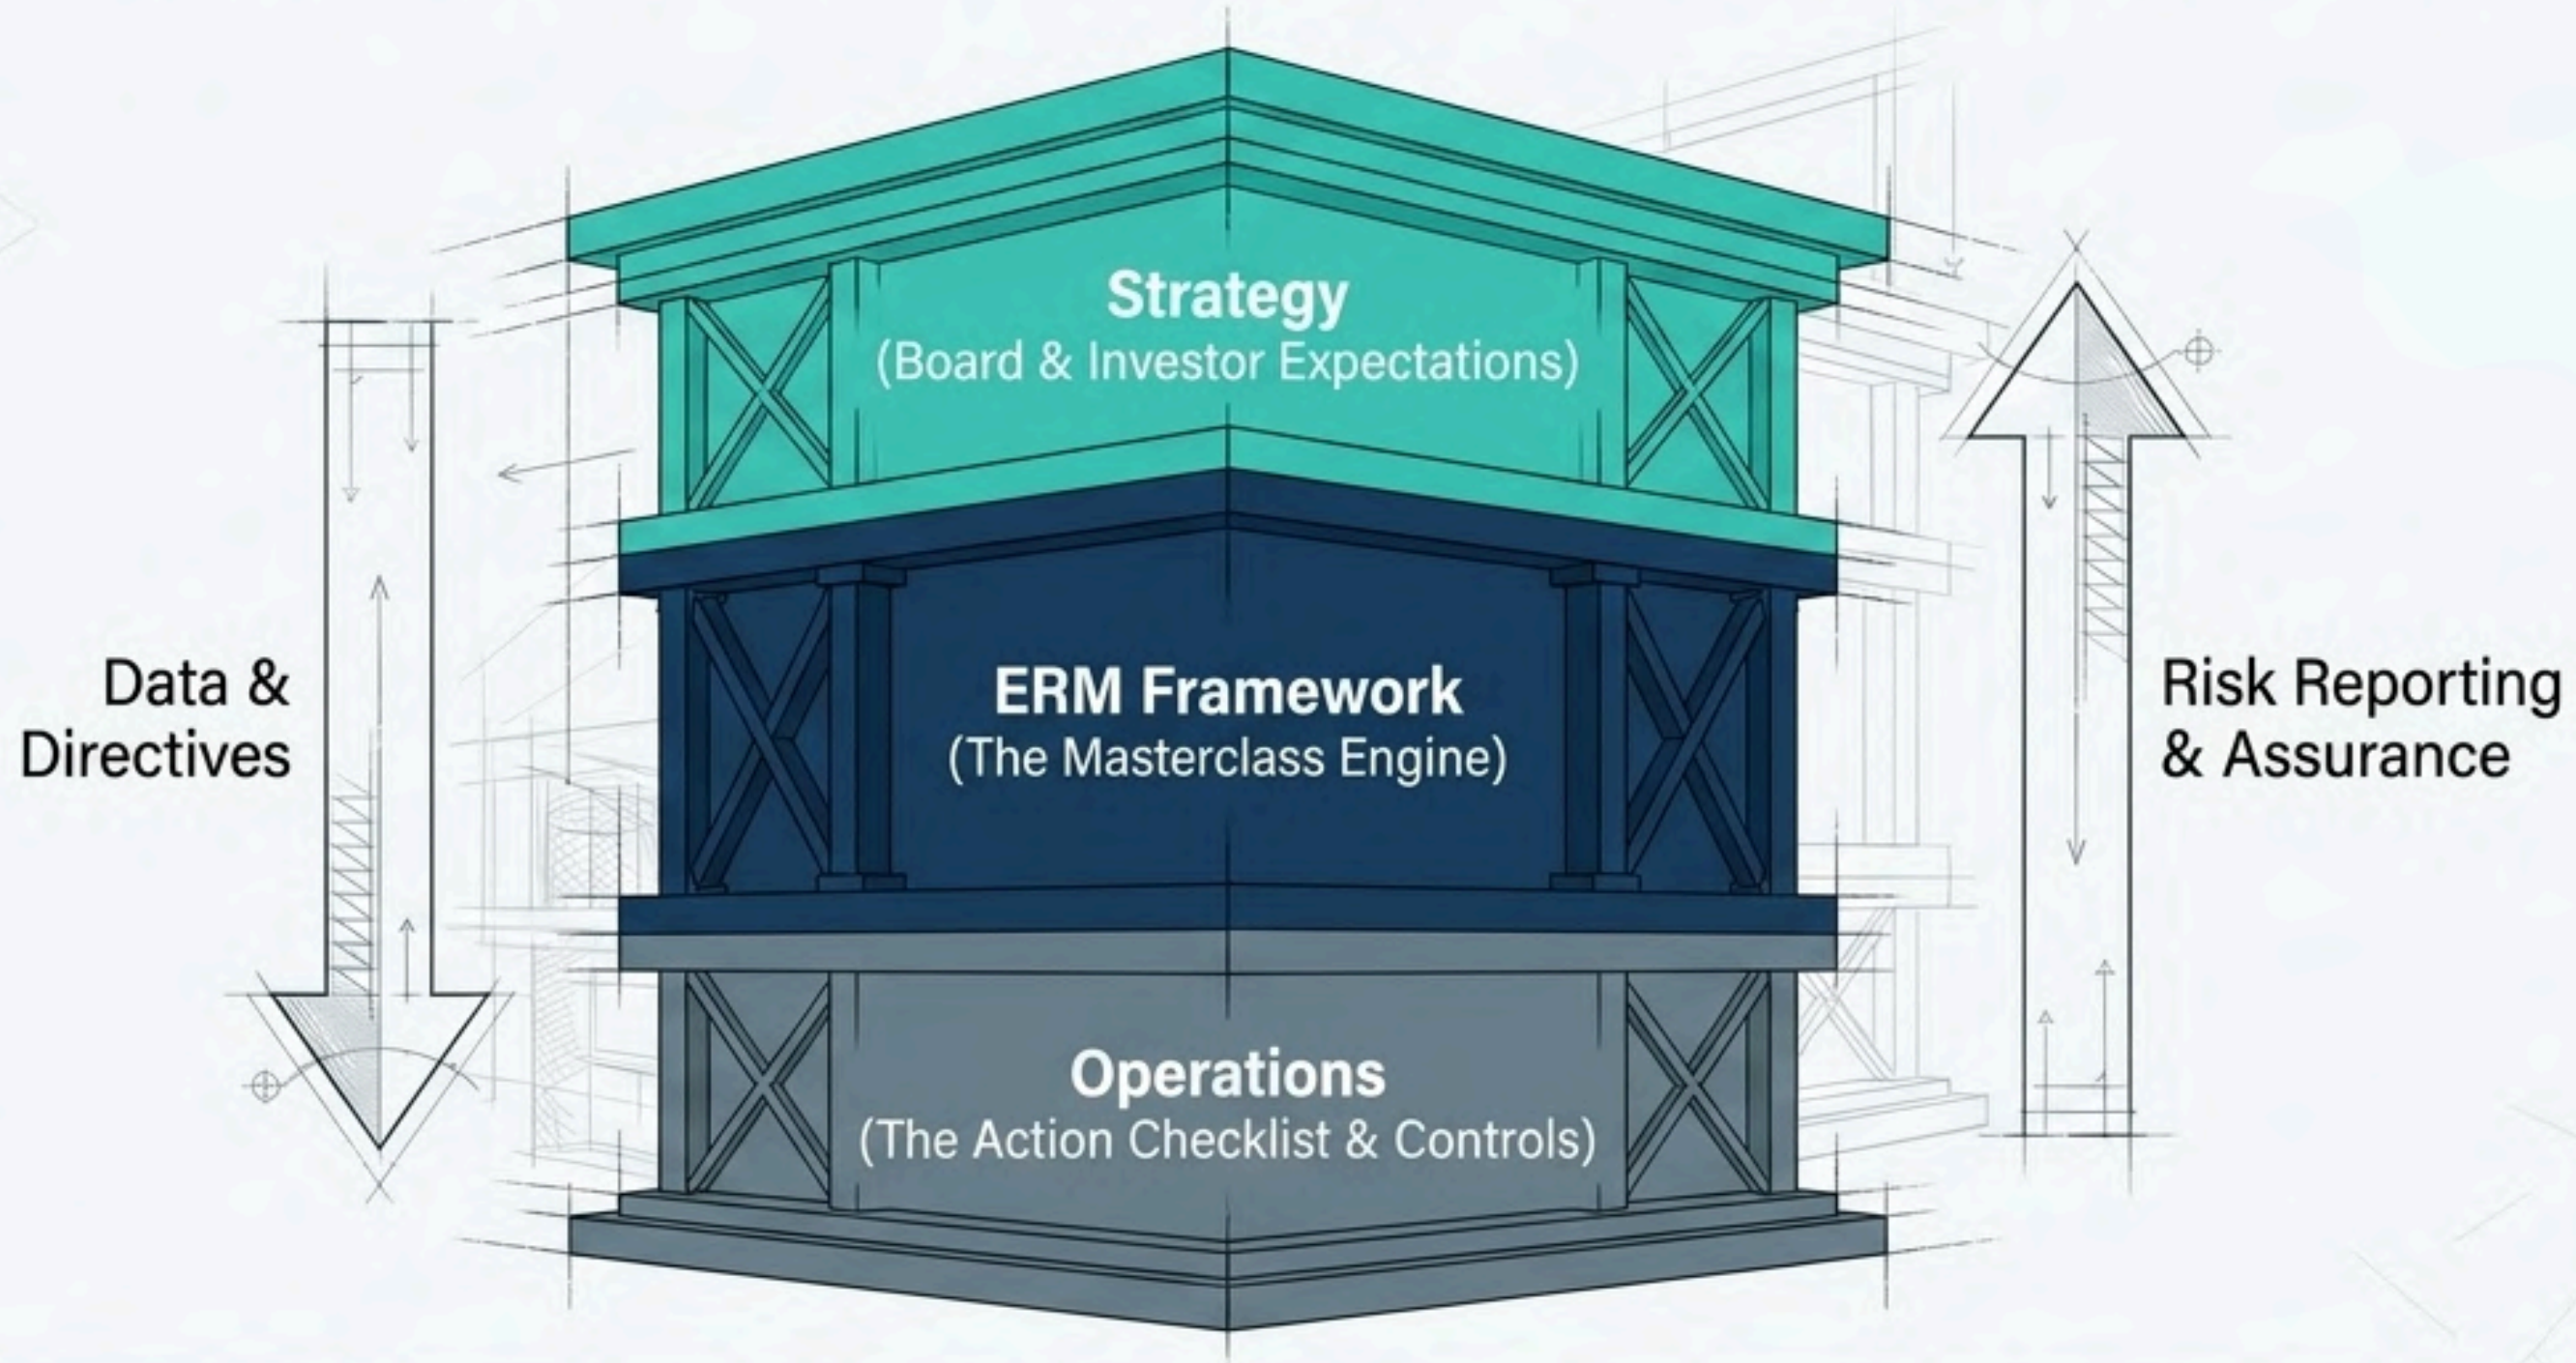 Strategy
(Board & Investor Expectations)
Data &
Directives
ERM Framework
(The Masterclass Engine)
Risk Reporting
& Assurance
Operations
(The Action Checklist & Controls)